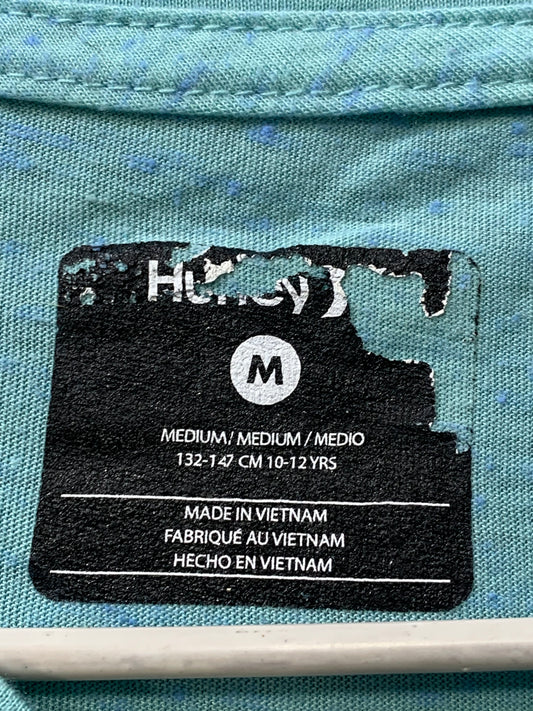 Hurley
M
MEDIUM / MEDIUM / MEDIO
132-147 CM 10-12 YRS
MADE IN VIETNAM
FABRIQUÉ AU VIETNAM
HECHO EN VIETNAM